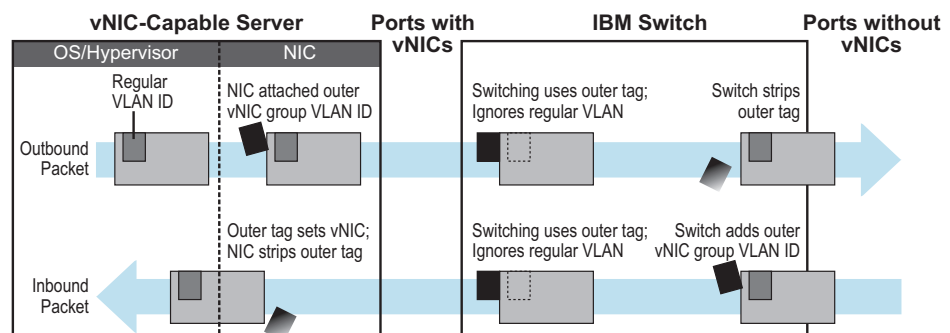 vNIC-Capable Server
Ports with
vNICs
IBM Switch
Ports without
vNICs
OS/Hypervisor
NIC
Regular
VLAN ID
NIC attached outer
vNIC group VLAN ID
Switching uses outer tag;
Ignores regular VLAN
Switch strips
outer tag
Outbound
Packet
Outer tag sets vNIC;
NIC strips outer tag
Switching uses outer tag;
Ignores regular VLAN
Switch adds outer
vNIC group VLAN ID
Inbound
Packet